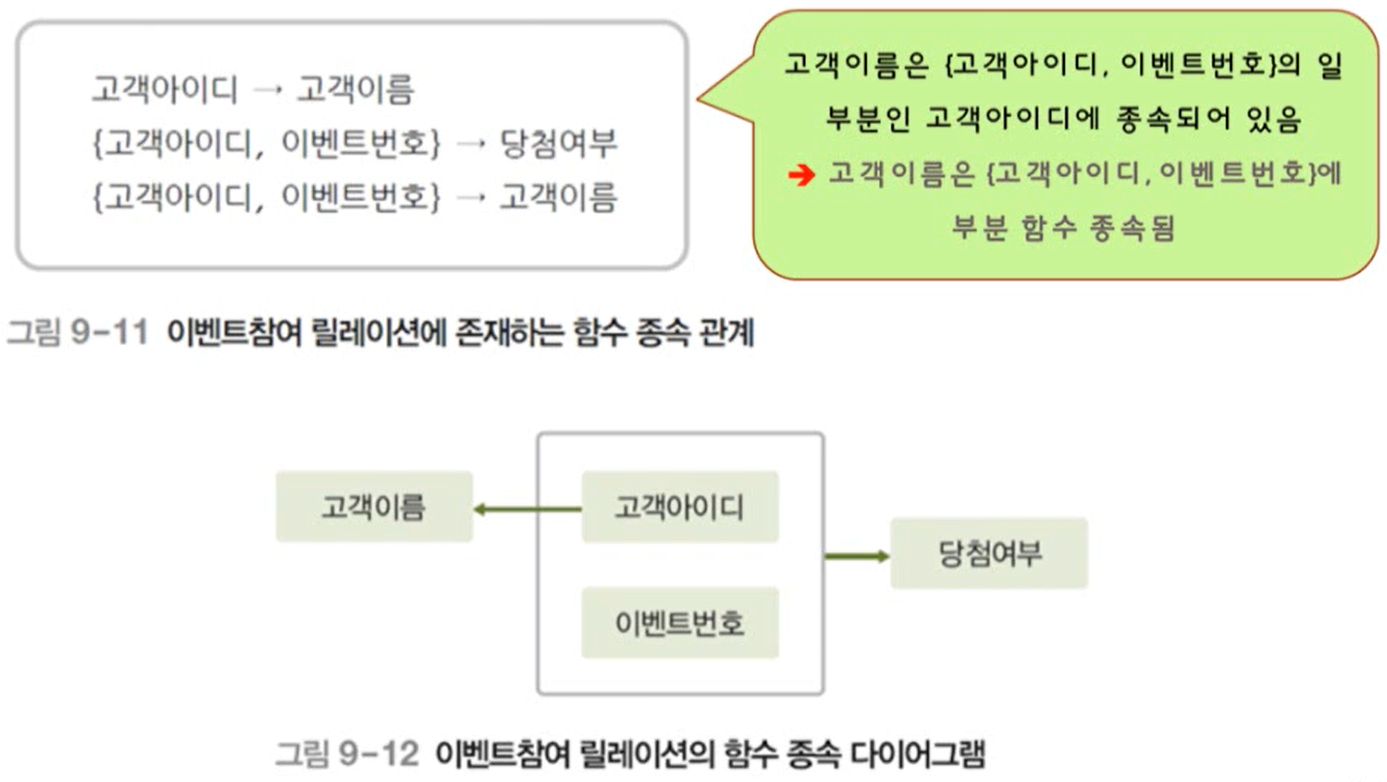 고객아이디 → 고객이름
{고객아이디, 이벤트번호} → 당첨여부
{고객아이디, 이벤트번호} → 고객이름
고객이름은 {고객아이디, 이벤트번호}의 일
부분인 고객아이디에 종속되어 있음
➔ 고객이름은 {고객아이디, 이벤트번호}에
부분 함수 종속됨
그림 9-11 이벤트참여 릴레이션에 존재하는 함수 종속 관계
고객이름
고객아이디
당첨여부
이벤트번호
그림 9-12 이벤트참여 릴레이션의 함수 종속 다이어그램